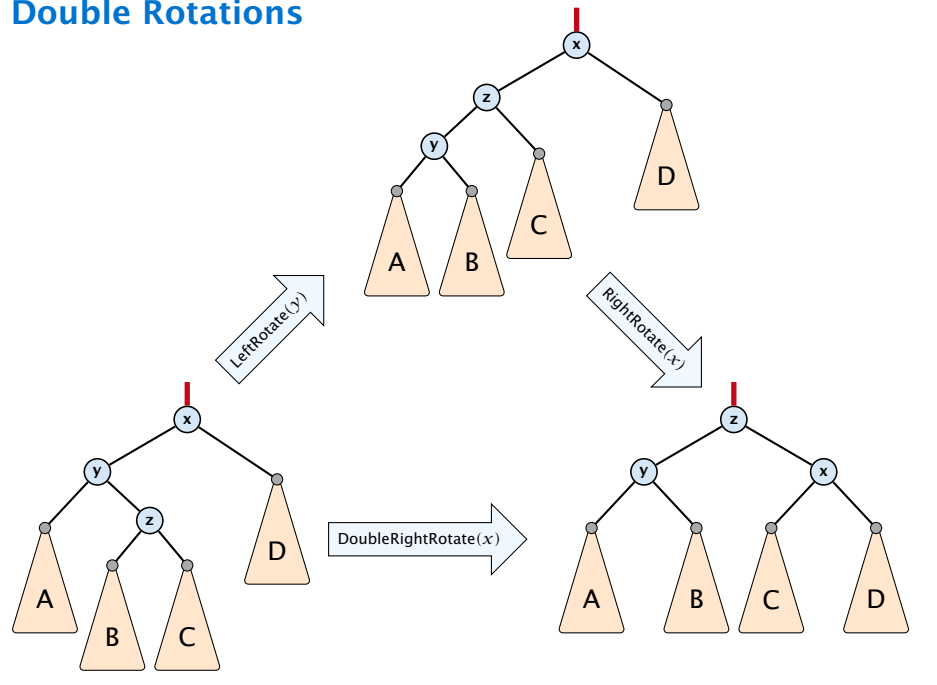 Double Rotations
x
z
y
D
C
A
B
LeftRotate(y)
RightRotate(x)
x
y
z
D
A
B
C
DoubleRightRotate(x)
z
y
x
A
B
C
D